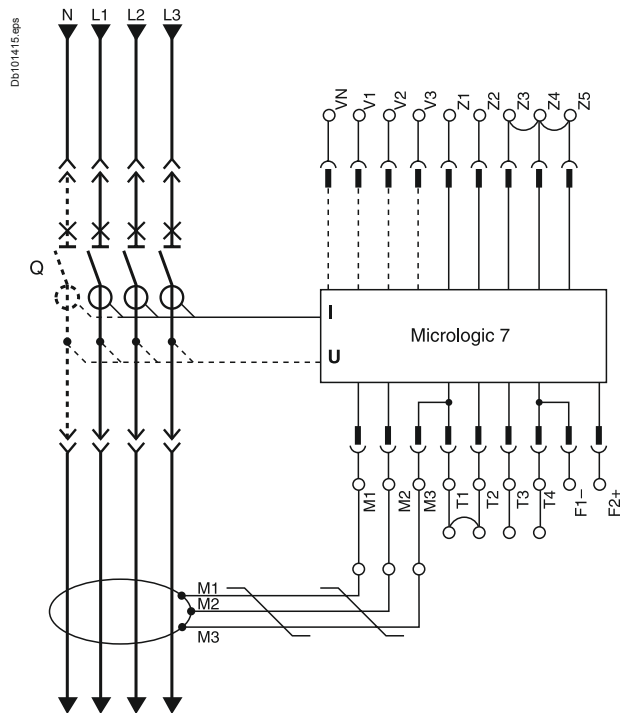 Db101415.eps
N L1 L2 L3
VN V1 V2 V3 Z1 Z2 Z3 Z4 Z5
Q
I
Micrologic 7
U
M1 M2 M3 T1 T2 T3 T4 F1– F2+
M1
M2
M3